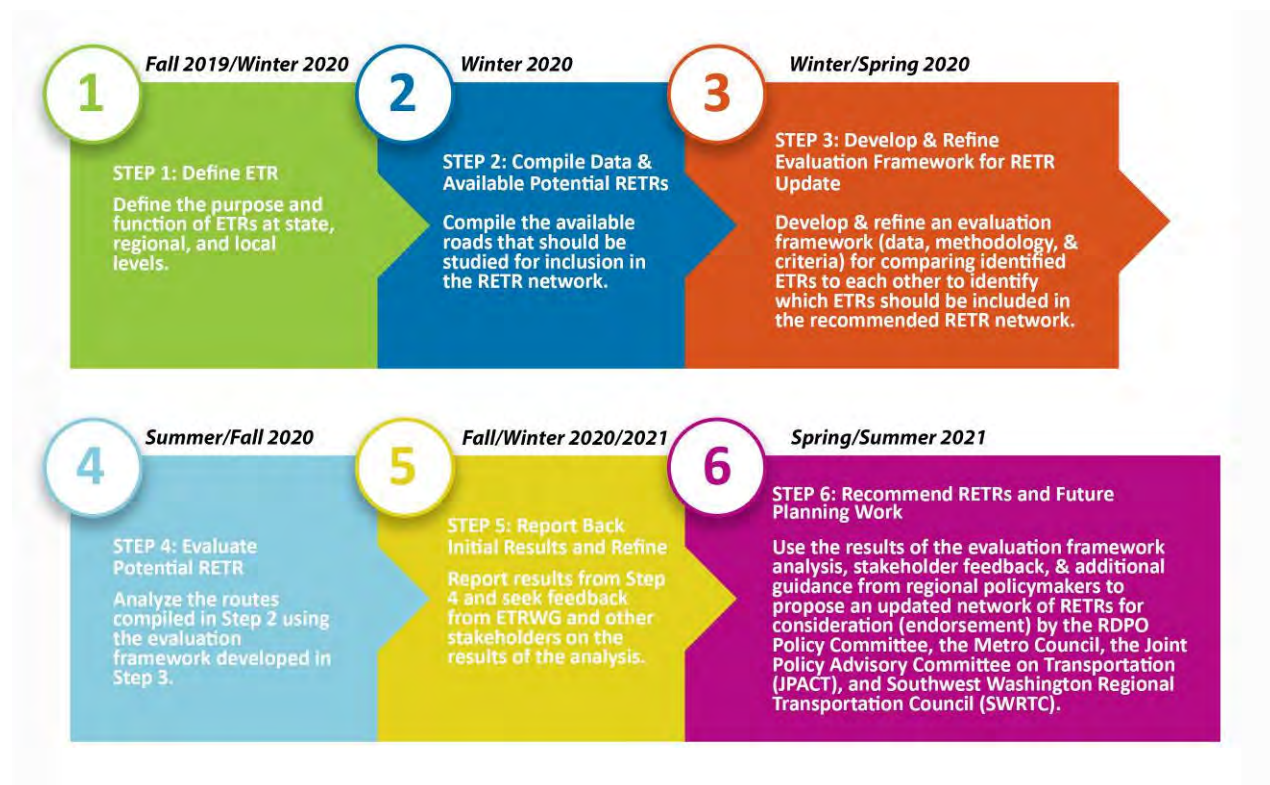 1
Fall 2019/Winter 2020
STEP 1: Define ETR
Define the purpose and
function of ETRs at state,
regional, and local
levels.
2
Winter 2020
STEP 2: Compile Data &
Available Potential RETRs
Compile the available
roads that should be
studied for inclusion in
the RETR network.
3
Winter/Spring 2020
STEP 3: Develop & Refine
Evaluation Framework for RETR
Update
Develop & refine an evaluation
framework (data, methodology, &
criteria) for comparing identified
ETRs to each other to identify
which ETRs should be included in
the recommended RETR network.
4
Summer/Fall 2020
STEP 4: Evaluate
Potential RETR
Analyze the routes
compiled in Step 2 using
the evaluation
framework developed in
Step 3.
5
Fall/Winter 2020/2021
STEP 5: Report Back
Initial Results and Refine
Report results from Step
4 and seek feedback
from ETRWG and other
stakeholders on the
results of the analysis.
6
Spring/Summer 2021
STEP 6: Recommend RETRs and Future
Planning Work
Use the results of the evaluation framework
analysis, stakeholder feedback, & additional
guidance from regional policymakers to
propose an updated network of RETRs for
consideration (endorsement) by the RDPO
Policy Committee, the Metro Council, the Joint
Policy Advisory Committee on Transportation
(JPACT), and Southwest Washington Regional
Transportation Council (SWRTC).